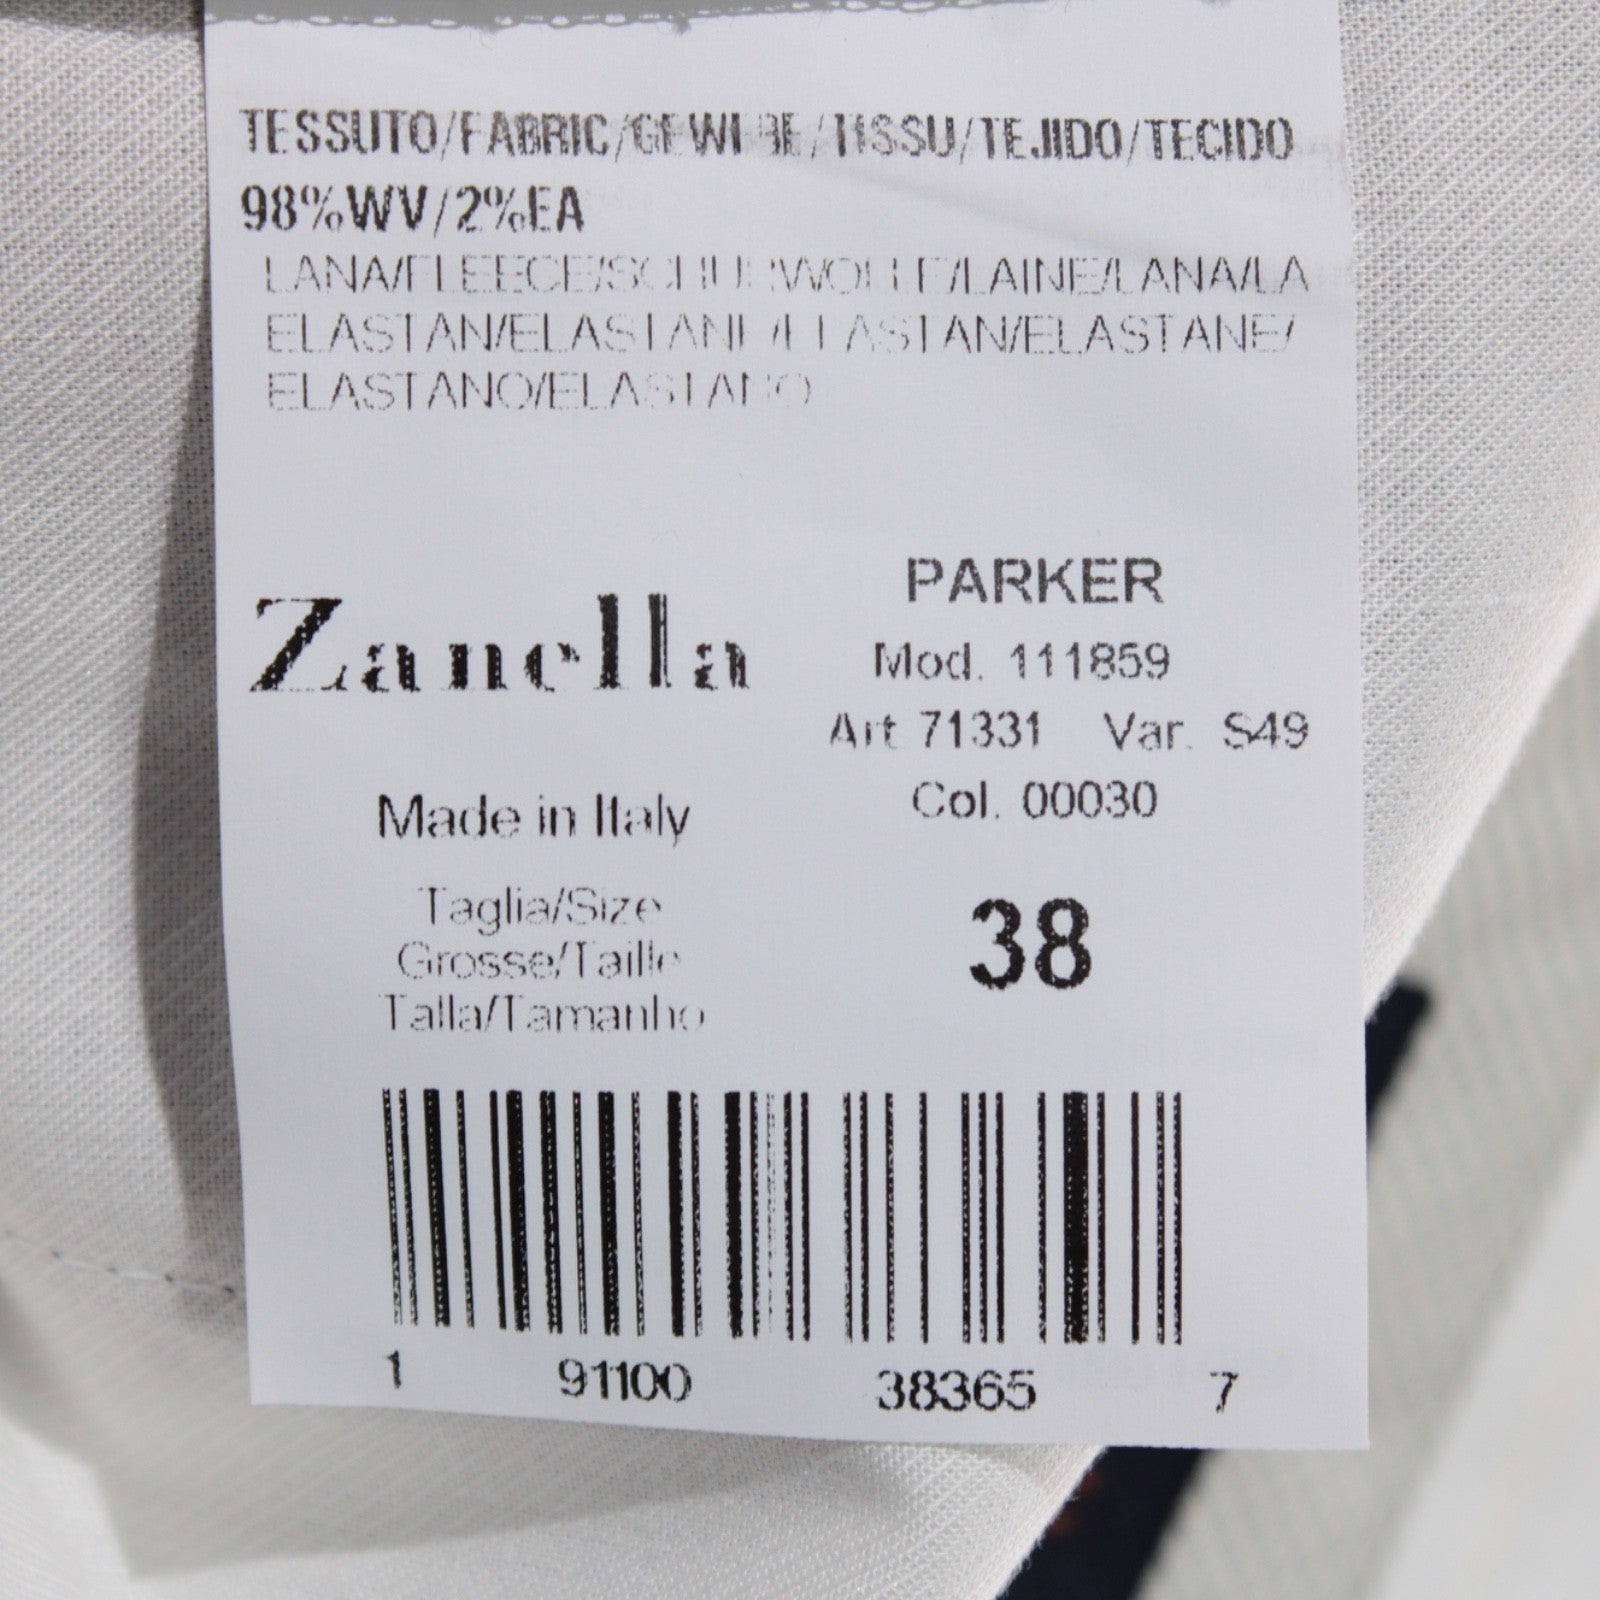 TESSUTO/FABRIC/GEWEBE/TISSU/TEJIDO/TECIDO
98%WV/2%EA
LANA/FLEECE/SCHURWOLLE/LAINE/LANA/LA
ELASTAN/ELASTANE/ELASTAN/ELASTANE/
ELASTANO/ELASTANO
Zanella
Made in Italy
Taglia/Size
Grosse/Taille
Talla/Tamanho
PARKER
Mod. 111859
Art 71331 Var. S49
Col. 00030
38
1 91100 38365 7